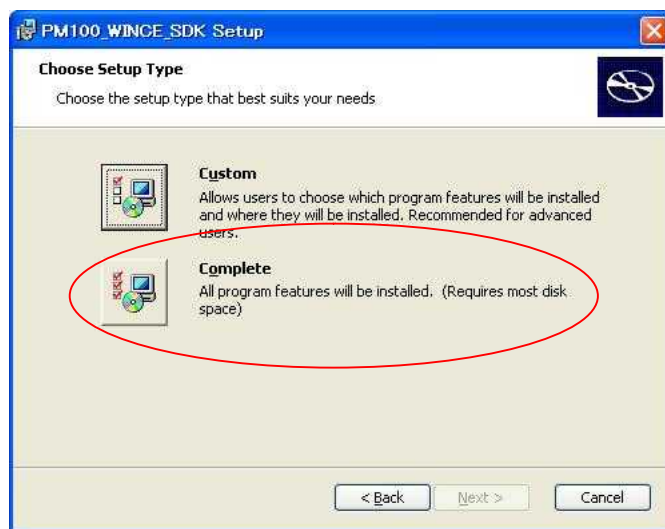 PM100_WINCE_SDK Setup
Choose Setup Type
Choose the setup type that best suits your needs
Custom
Allows users to choose which program features will be installed
and where they will be installed. Recommended for advanced
users.
Complete
All program features will be installed. (Requires most disk
space)
< Back Next > Cancel